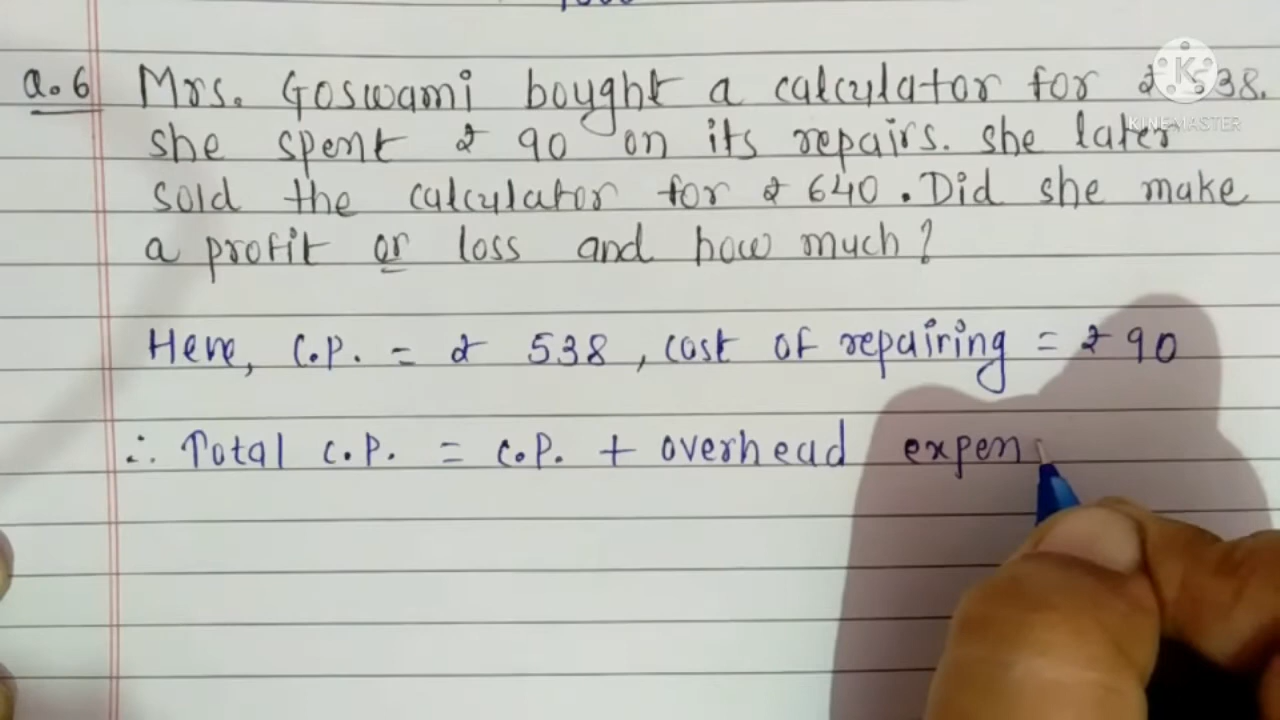 Q.6 Mrs. Goswami bought a calculator for ₹ 538.
she spent ₹ 90 on its repairs. she later
sold the calculator for ₹ 640. Did she make
a profit or loss and how much?
Here, C.P. = ₹ 538, cost of repairing = ₹ 90
∴ Total C.P. = C.P. + overhead expen
K
KINEMASTER